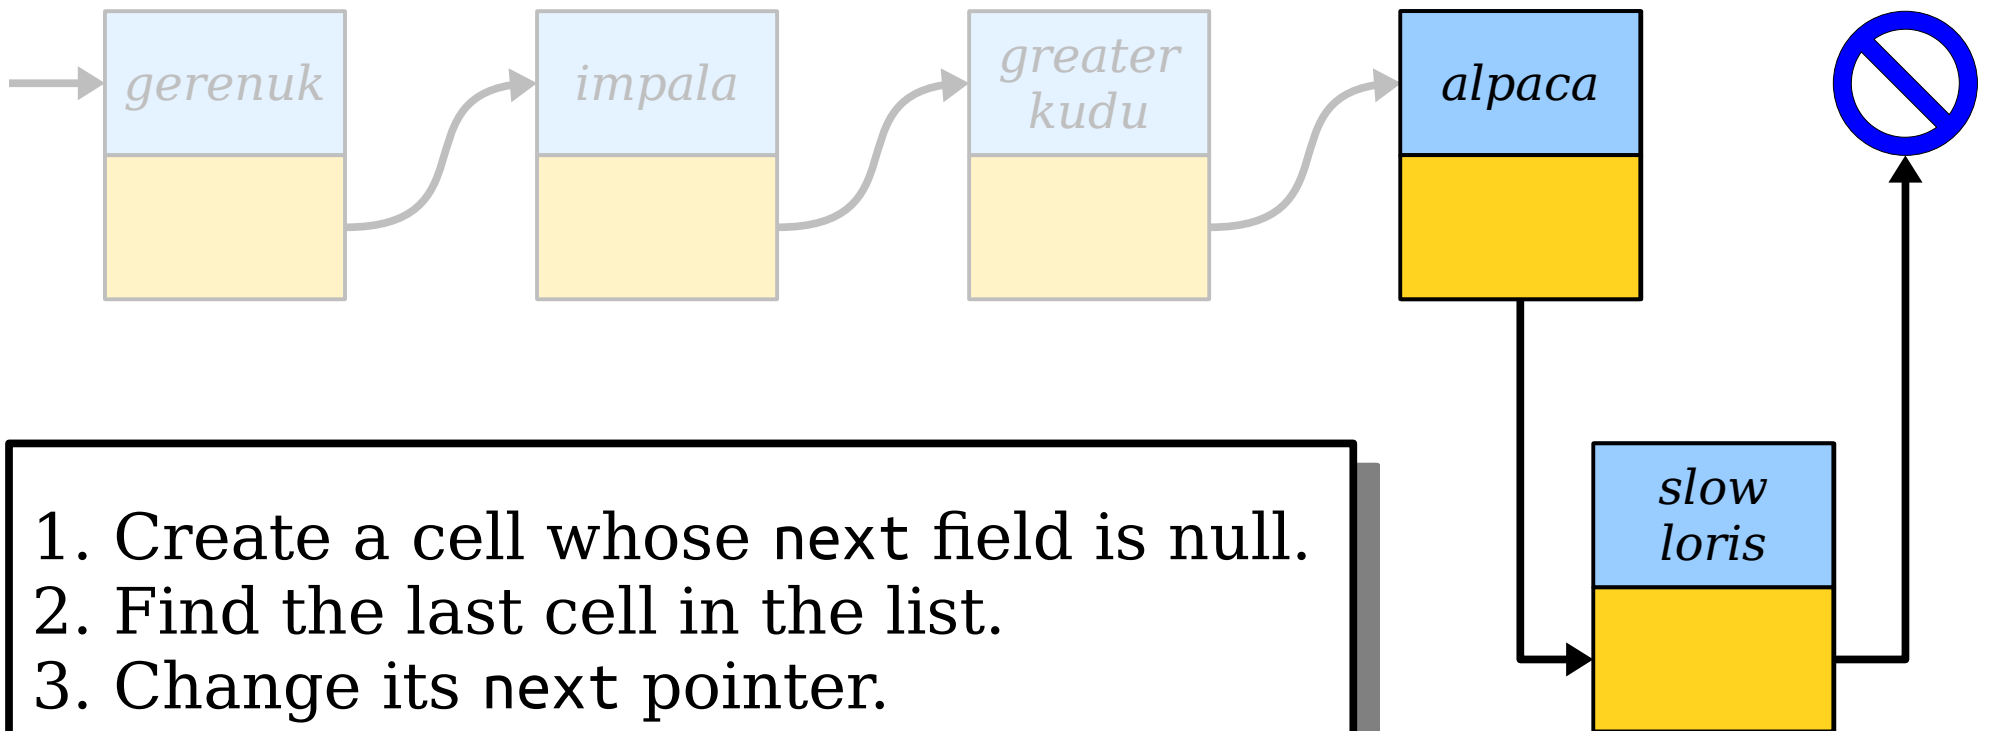 gerenuk
impala
greater
kudu
alpaca
slow
loris
1. Create a cell whose next field is null.
2. Find the last cell in the list.
3. Change its next pointer.